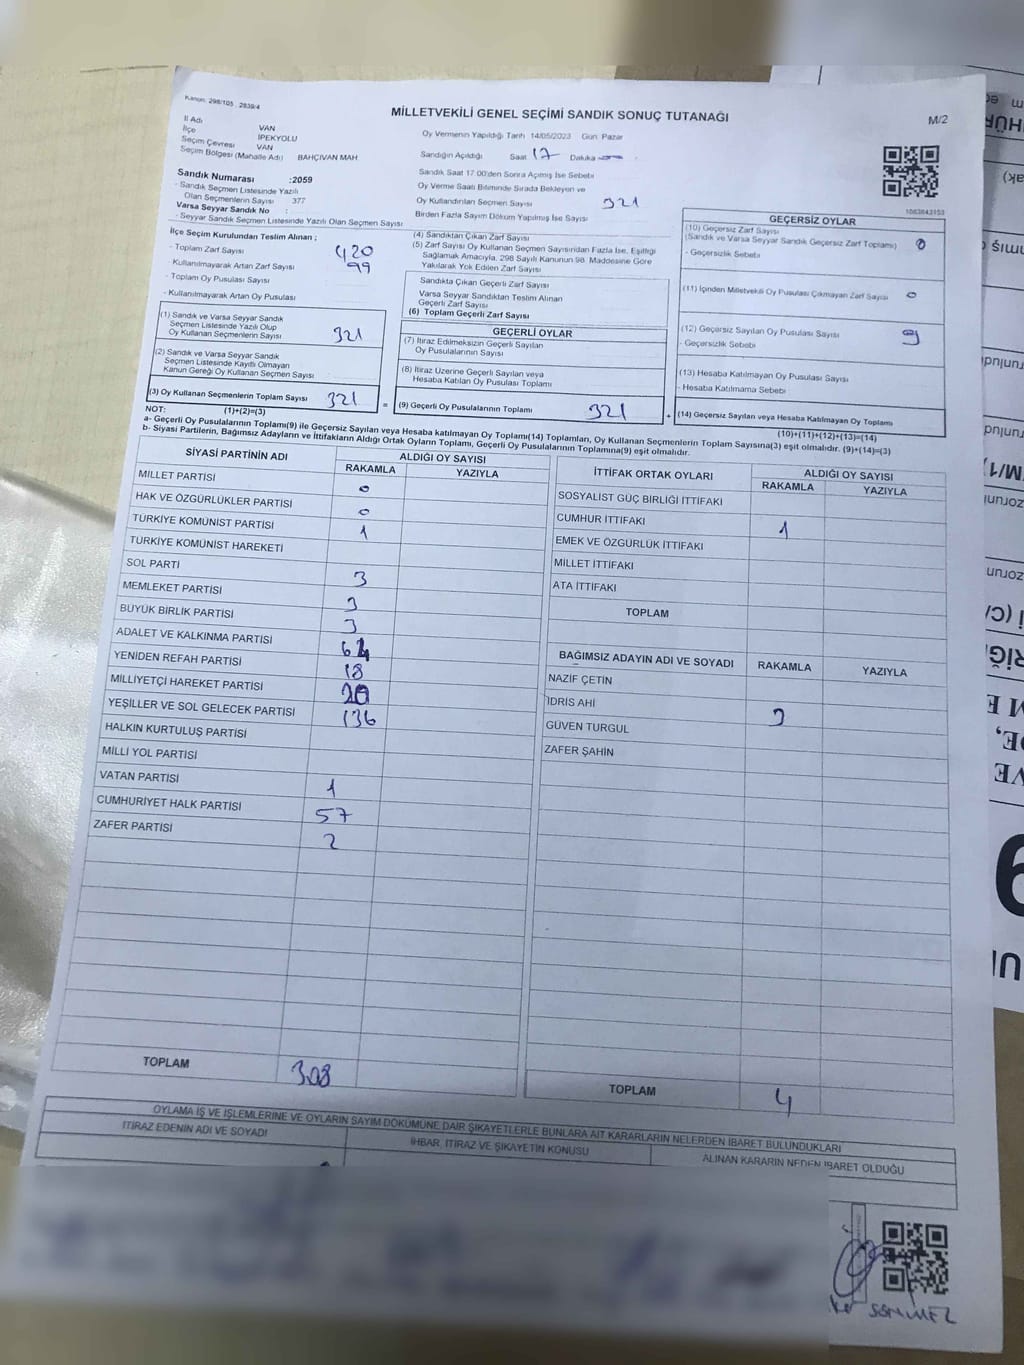 Kanun: 298/105 2839/4
MİLLETVEKİLİ GENEL SEÇİMİ SANDIK SONUÇ TUTANAĞI
M/2
İl Adı VAN
İlçe İPEKYOLU
Seçim Çevresi VAN
Seçim Bölgesi (Mahalle Adı) BAHÇIVAN MAH.
Oy Vermenin Yapıldığı Tarih 14/05/2023 Gün: Pazar
Sandığın Açıldığı Saat 17 Dakika
Sandık Saat 17.00'den Sonra Açımış İse Sebebi
Oy Verme Saati Bitiminde Sırada Bekleyen ve
Oy Kullandırılan Seçmen Sayısı 321
Birden Fazla Sayım Döküm Yapılmış İse Sayısı
Sandık Numarası :2059
- Sandık Seçmen Listesinde Yazılı
Olan Seçmenlerin Sayısı 377
Varsa Seyyar Sandık No :
- Seyyar Sandık Seçmen Listesinde Yazılı Olan Seçmen Sayısı
İlçe Seçim Kurulundan Teslim Alınan ;
- Toplam Zarf Sayısı 420
- Kullanılmayarak Artan Zarf Sayısı 99
- Toplam Oy Pusulası Sayısı
- Kullanılmayarak Artan Oy Pusulası
(1) Sandık ve Varsa Seyyar Sandık
Seçmen Listesinde Yazılı Olup
Oy Kullanan Seçmenlerin Sayısı 321
(2) Sandık ve Varsa Seyyar Sandık
Seçmen Listesinde Kayıtlı Olmayan
Kanun Gereği Oy Kullanan Seçmen Sayısı
(3) Oy Kullanan Seçmenlerin Toplam Sayısı 321
(1)+(2)=(3)
(4) Sandıktan Çıkan Zarf Sayısı
(5) Zarf Sayısı Oy Kullanan Seçmen Sayısından Fazla İse, Eşitliği
Sağlamak Amacıyla, 298 Sayılı Kanunun 98. Maddesine Göre
Yakılarak Yok Edilen Zarf Sayısı
Sandıkta Çıkan Geçerli Zarf Sayısı
Varsa Seyyar Sandıktan Teslim Alınan
Geçerli Zarf Sayısı
(6) Toplam Geçerli Zarf Sayısı
GEÇERLİ OYLAR
(7) İtiraz Edilmeksizin Geçerli Sayılan
Oy Pusulalarının Sayısı
(8) İtiraz Üzerine Geçerli Sayılan veya
Hesaba Katılan Oy Pusulası Toplamı
= (9) Geçerli Oy Pusulalarının Toplamı 321 +
1083843153
GEÇERSİZ OYLAR
(10) Geçersiz Zarf Sayısı
(Sandık ve Varsa Seyyar Sandık Geçersiz Zarf Toplamı) 0
- Geçersizlik Sebebi
(11) İçinden Milletvekili Oy Pusulası Çıkmayan Zarf Sayısı 0
(12) Geçersiz Sayılan Oy Pusulası Sayısı 9
- Geçersizlik Sebebi
(13) Hesaba Katılmayan Oy Pusulası Sayısı
- Hesaba Katılmama Sebebi
(14) Geçersiz Sayılan veya Hesaba Katılmayan Oy Toplamı
(10)+(11)+(12)+(13)=(14)
NOT:
a- Geçerli Oy Pusulalarının Toplamı(9) ile Geçersiz Sayılan veya Hesaba katılmayan Oy Toplamı(14) Toplamları, Oy Kullanan Seçmenlerin Toplam Sayısına(3) eşit olmalıdır. (9)+(14)=(3)
b- Siyasi Partilerin, Bağımsız Adayların ve İttifakların Aldığı Ortak Oyların Toplamı, Geçerli Oy Pusulalarının Toplamına(9) eşit olmalıdır.
SİYASİ PARTİNİN ADI
ALDIĞI OY SAYISI
RAKAMLA YAZIYLA
MİLLET PARTİSİ 0
HAK VE ÖZGÜRLÜKLER PARTİSİ 0
TÜRKİYE KOMÜNİST PARTİSİ 1
TÜRKİYE KOMÜNİST HAREKETİ
SOL PARTİ 3
MEMLEKET PARTİSİ 3
BÜYÜK BİRLİK PARTİSİ 3
ADALET VE KALKINMA PARTİSİ
YENİDEN REFAH PARTİSİ 18
MİLLİYETÇİ HAREKET PARTİSİ 20
YEŞİLLER VE SOL GELECEK PARTİSİ 136
HALKIN KURTULUŞ PARTİSİ
MİLLİ YOL PARTİSİ
VATAN PARTİSİ 1
CUMHURİYET HALK PARTİSİ 57
ZAFER PARTİSİ 2
TOPLAM 308
İTTİFAK ORTAK OYLARI
ALDIĞI OY SAYISI
RAKAMLA YAZIYLA
SOSYALİST GÜÇ BİRLİĞİ İTTİFAKI
CUMHUR İTTİFAKI 1
EMEK VE ÖZGÜRLÜK İTTİFAKI
MİLLET İTTİFAKI
ATA İTTİFAKI
TOPLAM
BAĞIMSIZ ADAYIN ADI VE SOYADI RAKAMLA YAZIYLA
NAZİF ÇETİN
İDRİS AHİ 3
GÜVEN TURGUL
ZAFER ŞAHİN
TOPLAM 4
OYLAMA İŞ VE İŞLEMLERİNE VE OYLARIN SAYIM DÖKÜMÜNE DAİR ŞİKAYETLERLE BUNLARA AİT KARARLARIN NELERDEN İBARET BULUNDUKLARI
İTİRAZ EDENİN ADI VE SOYADI
İHBAR, İTİRAZ VE ŞİKAYETİN KONUSU
ALINAN KARARIN NEDEN İBARET OLDUĞU